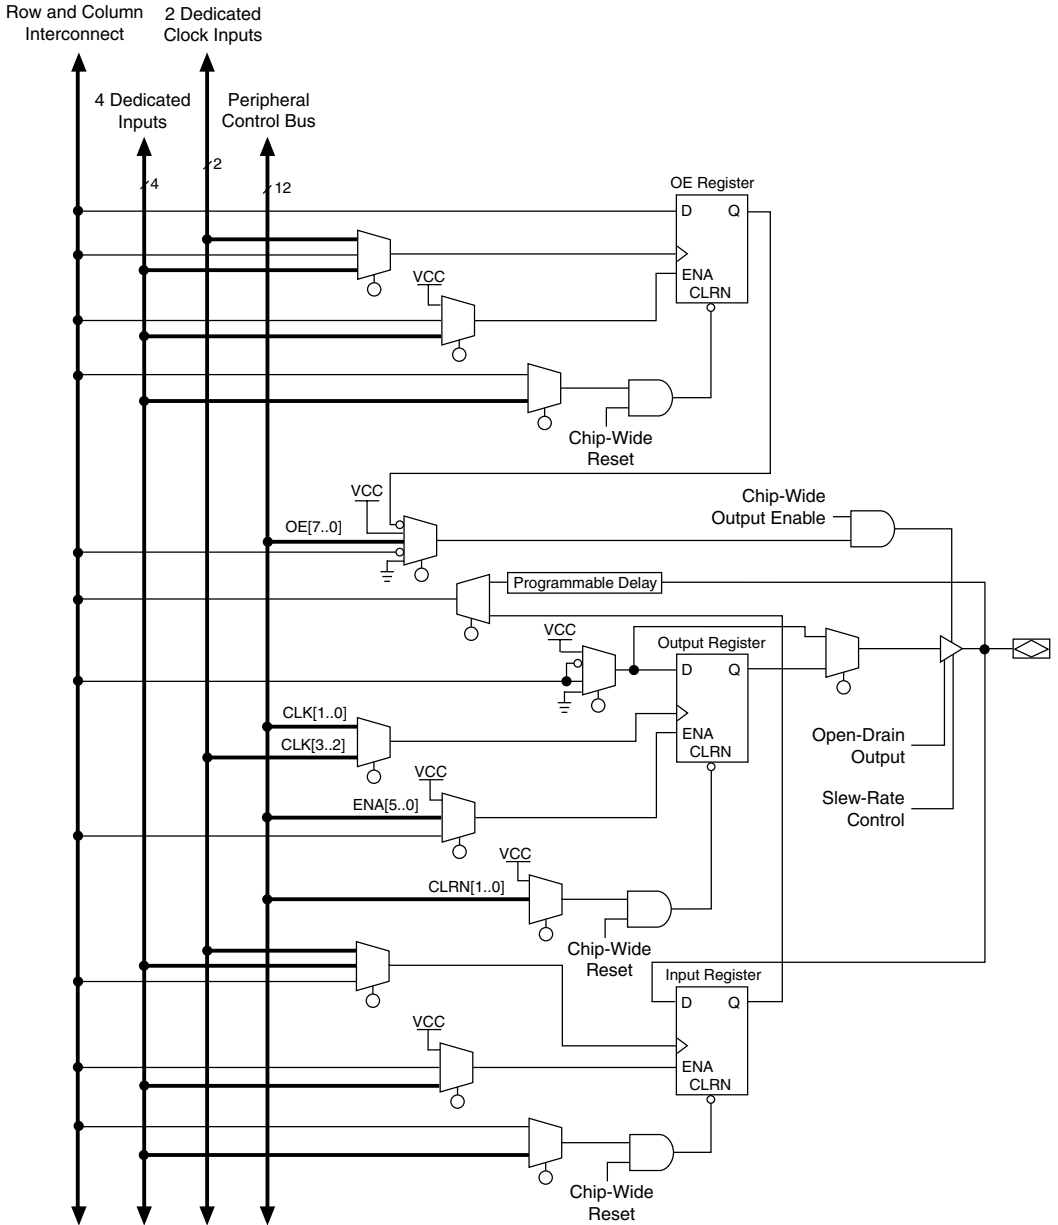 Row and Column
Interconnect
2 Dedicated
Clock Inputs
4 Dedicated
Inputs
Peripheral
Control Bus
2
4
12
OE Register
D
Q
ENA
CLRN
VCC
Chip-Wide
Reset
VCC
OE[7..0]
Chip-Wide
Output Enable
Programmable Delay
VCC
Output Register
D
Q
CLK[1..0]
CLK[3..2]
ENA
CLRN
Open-Drain
Output
VCC
ENA[5..0]
Slew-Rate
Control
VCC
CLRN[1..0]
Chip-Wide
Reset
Input Register
D
Q
VCC
ENA
CLRN
Chip-Wide
Reset